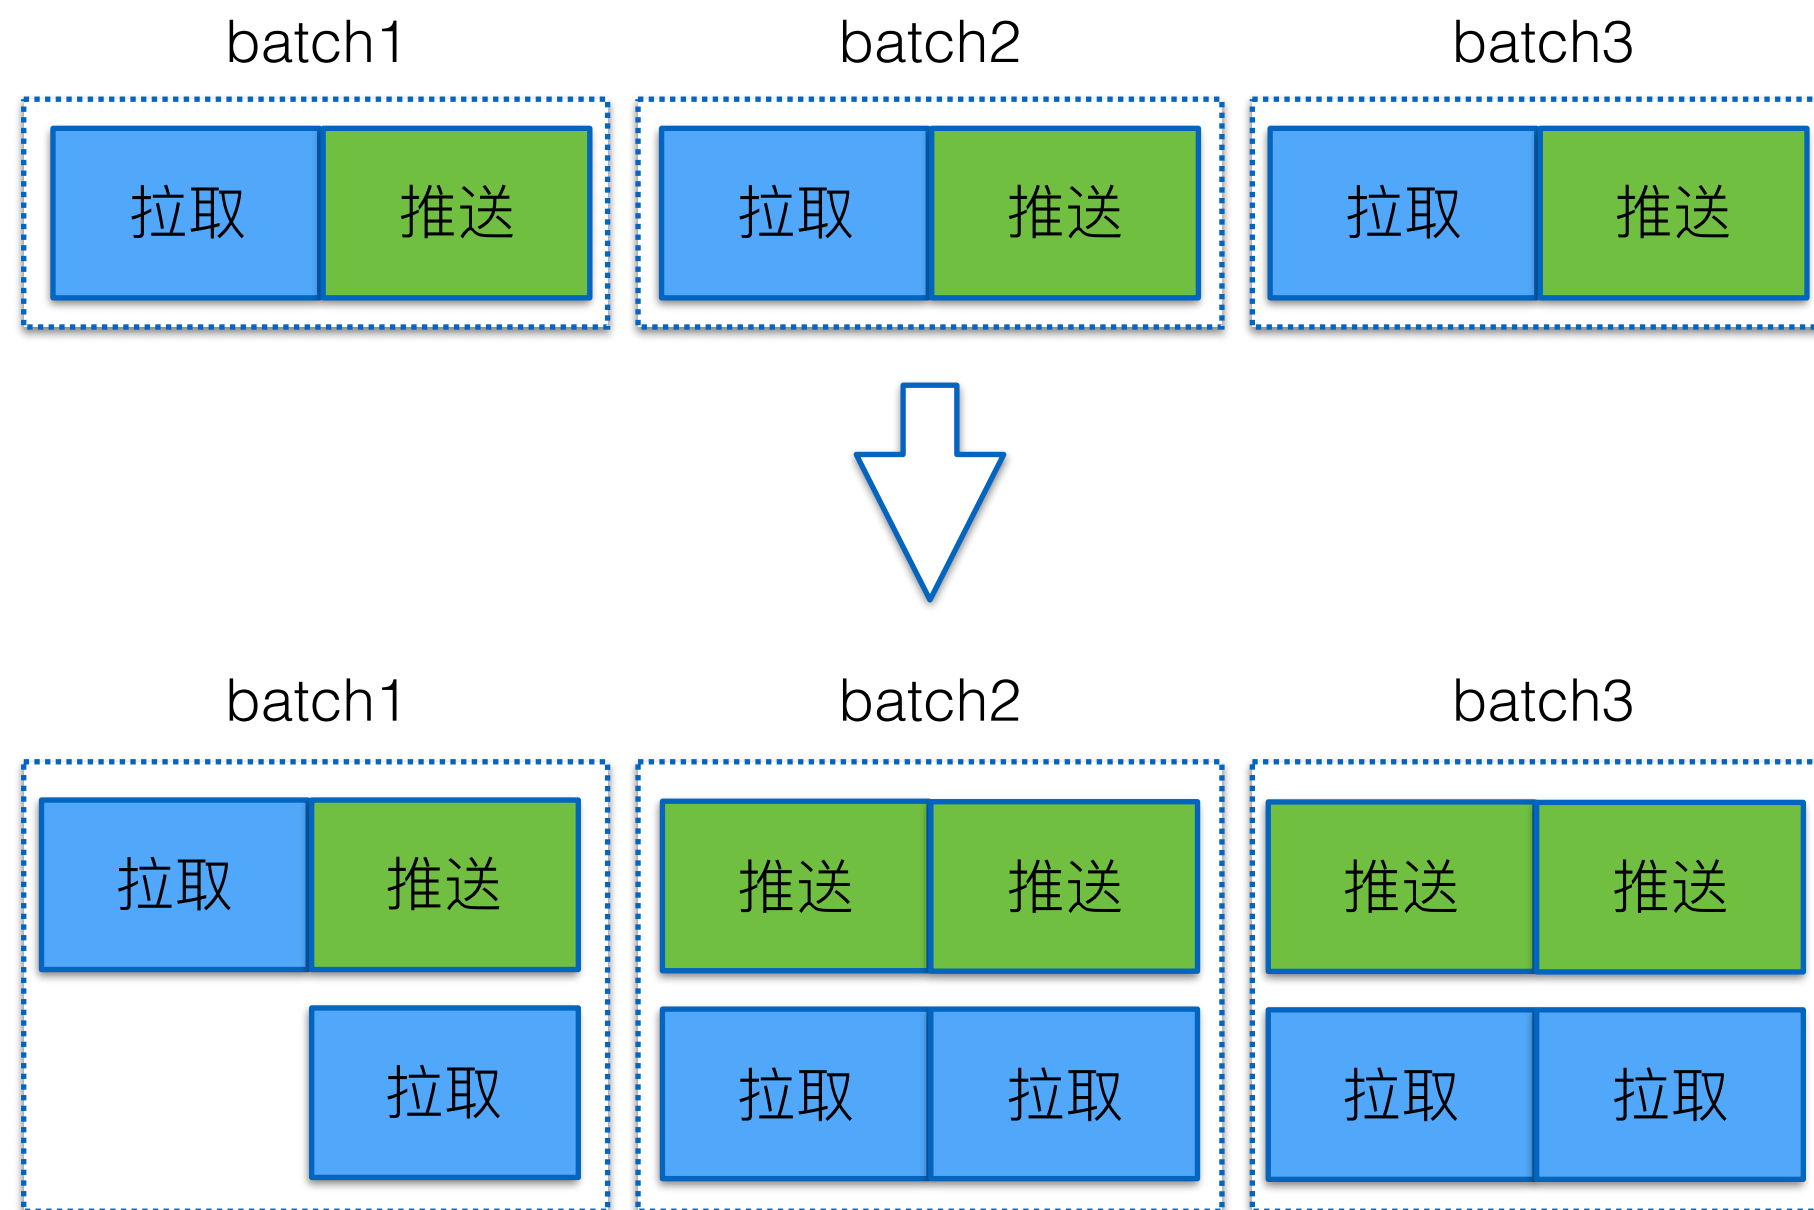 batch1 batch2 batch3
拉取 推送 拉取 推送 拉取 推送
batch1 batch2 batch3
拉取 推送 推送 推送 推送 推送
拉取 拉取 拉取 拉取 拉取